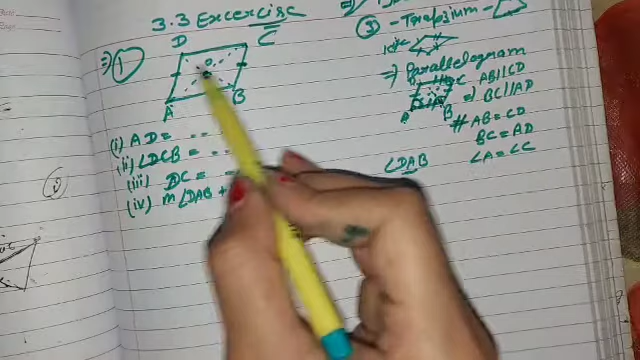 3.3 Excercise
⇒ 1
D C
O
A B
(i) AD = ..
(ii) ∠DCB = ..
(iii) DC = ..
(iv) m∠DAB +
∠DAB
③ - Trapezium -
⇒ Parallelogram
AB||CD
⇒ BC||AD
A B
# AB = CD
BC = AD
∠A = ∠C